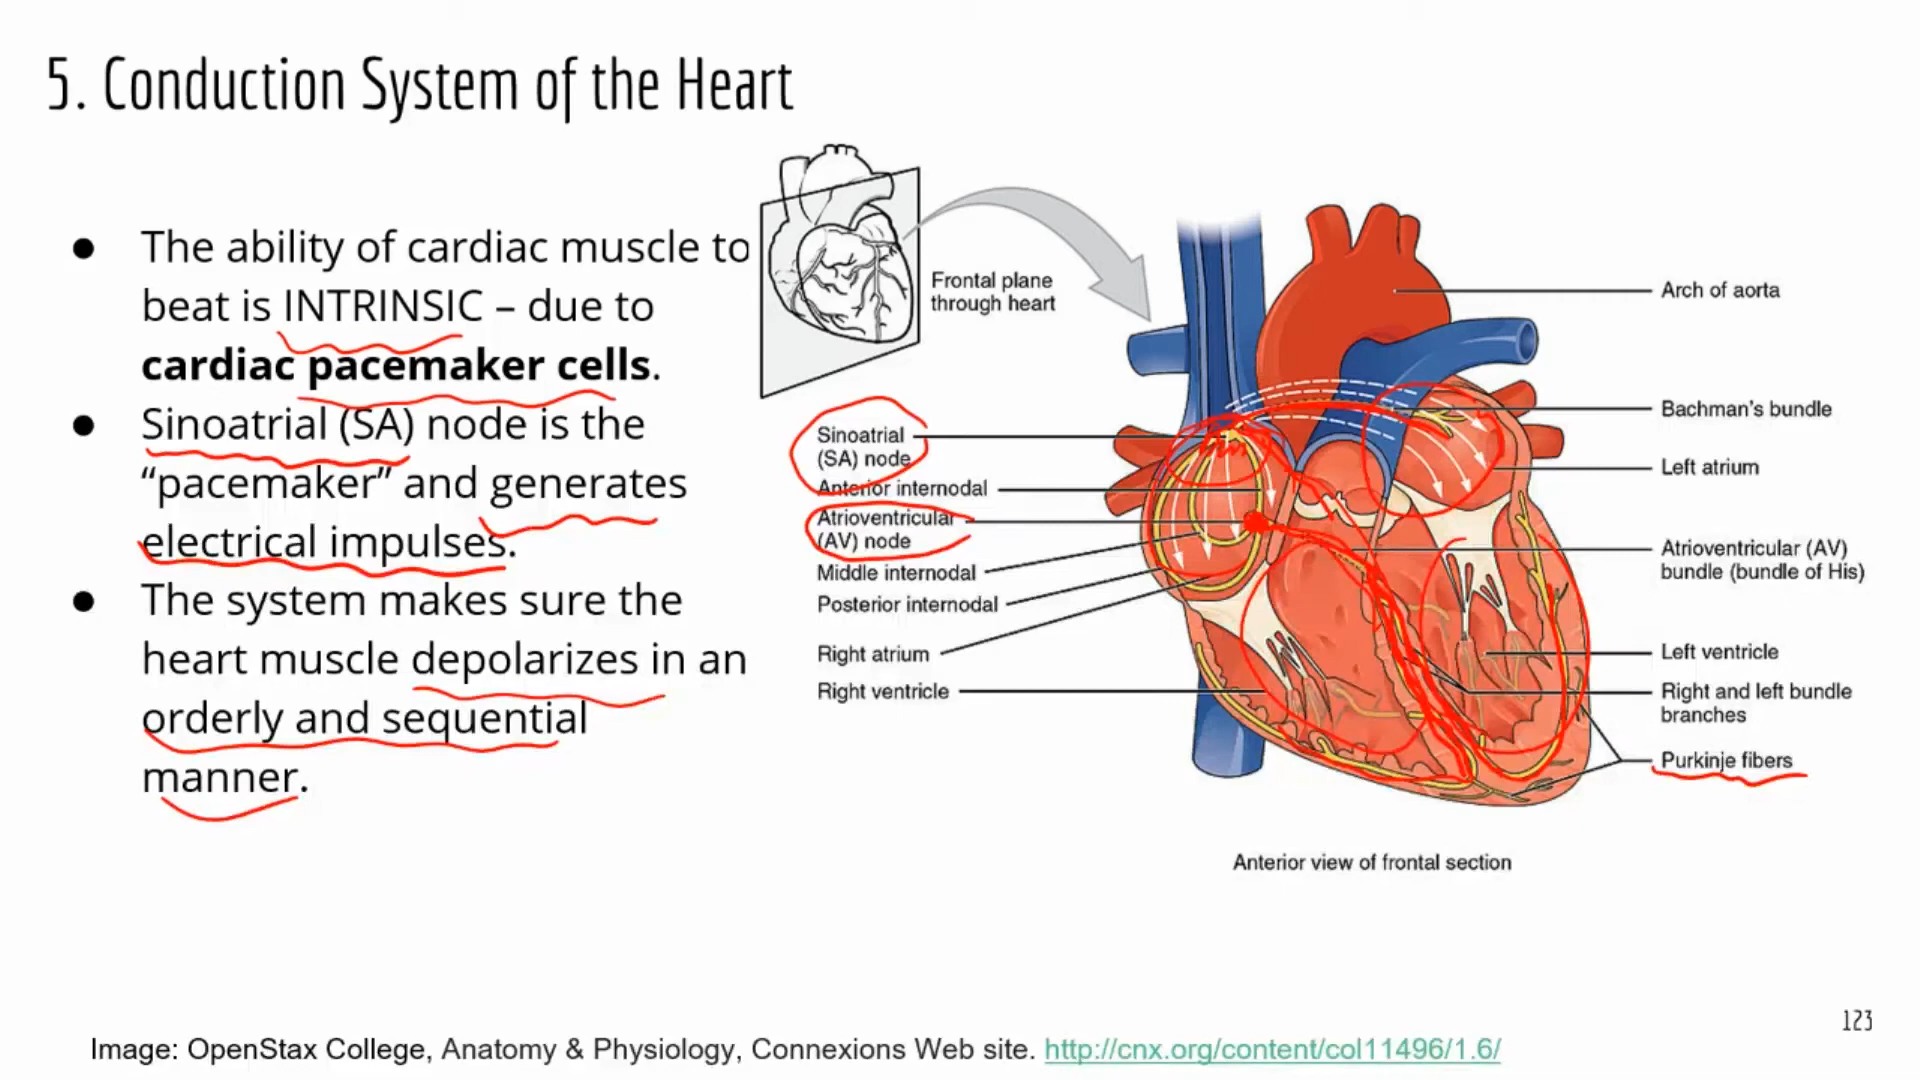 5. Conduction System of the Heart
● The ability of cardiac muscle to
beat is INTRINSIC – due to
cardiac pacemaker cells.
● Sinoatrial (SA) node is the
“pacemaker” and generates
electrical impulses.
● The system makes sure the
heart muscle depolarizes in an
orderly and sequential
manner.
Frontal plane
through heart
Sinoatrial
(SA) node
Anterior internodal
Atrioventricular
(AV) node
Middle internodal
Posterior internodal
Right atrium
Right ventricle
Arch of aorta
Bachman’s bundle
Left atrium
Atrioventricular (AV)
bundle (bundle of His)
Left ventricle
Right and left bundle
branches
Purkinje fibers
Anterior view of frontal section
123
Image: OpenStax College, Anatomy & Physiology, Connexions Web site. http://cnx.org/content/col11496/1.6/